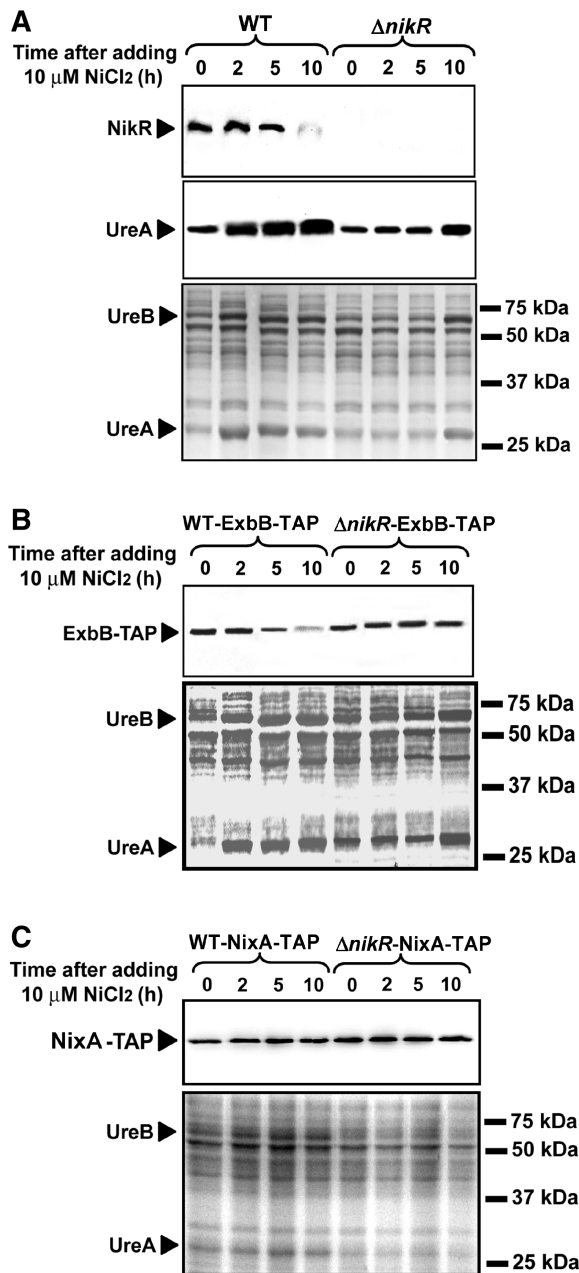 A
WT ΔnikR
Time after adding
10 μM NiCl2 (h)
0 2 5 10 0 2 5 10
NikR
UreA
UreB
75 kDa
50 kDa
37 kDa
UreA
25 kDa
B
WT-ExbB-TAP ΔnikR-ExbB-TAP
Time after adding
10 μM NiCl2 (h)
0 2 5 10 0 2 5 10
ExbB-TAP
75 kDa
UreB
50 kDa
37 kDa
UreA
25 kDa
C
WT-NixA-TAP ΔnikR-NixA-TAP
Time after adding
10 μM NiCl2 (h)
0 2 5 10 0 2 5 10
NixA-TAP
75 kDa
UreB
50 kDa
37 kDa
UreA
25 kDa